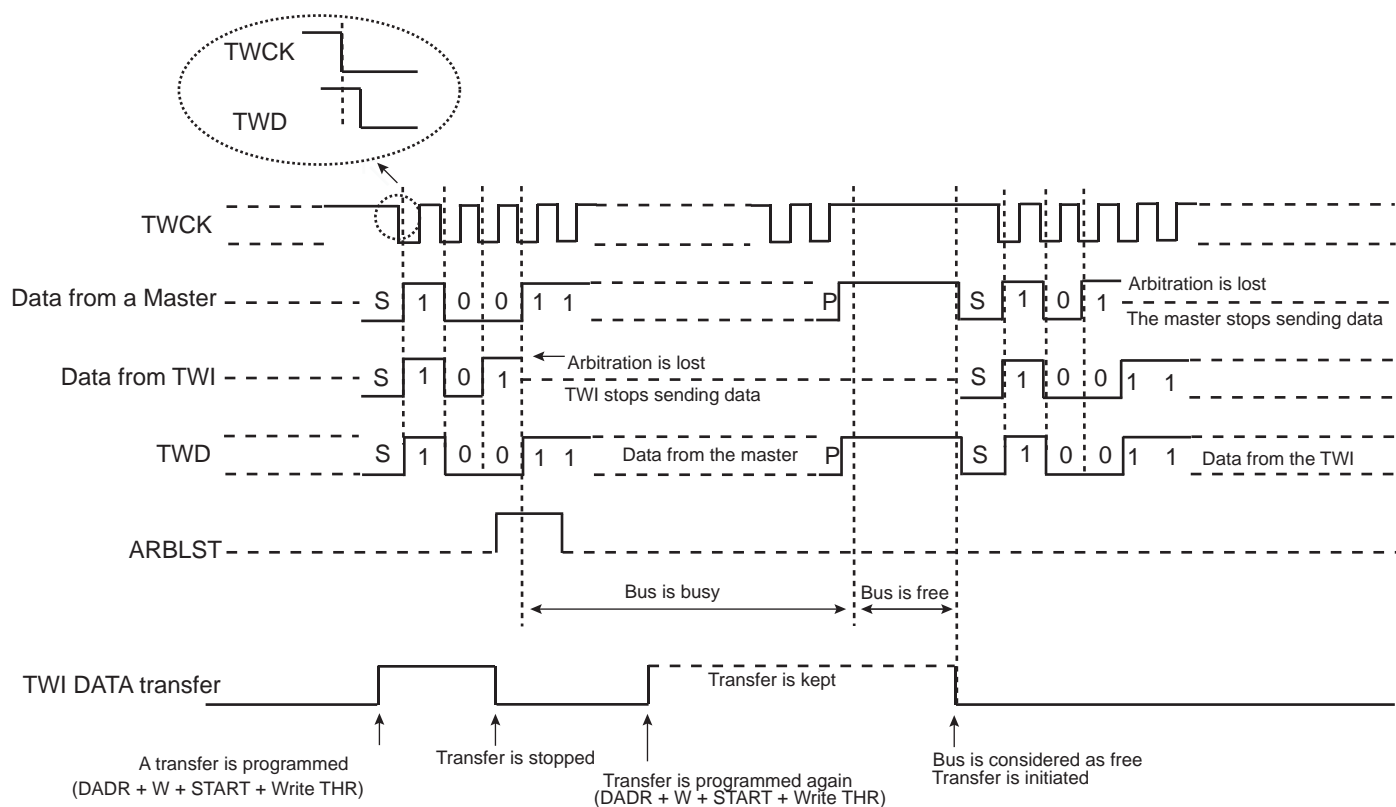 TWCK
TWD
TWCK
Data from a Master
S 1 0 0 1 1
P
S 1 0 1
Arbitration is lost
The master stops sending data
Data from TWI
S 1 0 1
Arbitration is lost
TWI stops sending data
S 1 0 0 1 1
TWD
S 1 0 0 1 1
Data from the master
P
S 1 0 0 1 1
Data from the TWI
ARBLST
Bus is busy
Bus is free
TWI DATA transfer
Transfer is kept
A transfer is programmed
(DADR + W + START + Write THR)
Transfer is stopped
Transfer is programmed again
(DADR + W + START + Write THR)
Bus is considered as free
Transfer is initiated